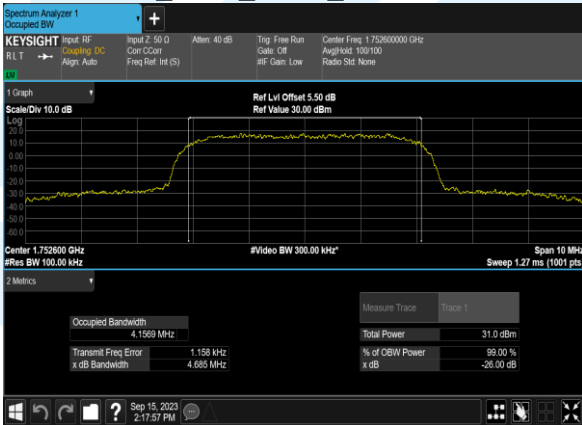 Spectrum Analyzer 1
Occupied BW
+
KEYSIGHT
RLT
LU
Input: RF
Coupling: DC
Align: Auto
Input Z: 50 Ω
Corr CCorr
Freq Ref: Int (S)
Atten: 40 dB
Trig: Free Run
Gate: Off
#IF Gain: Low
Center Freq: 1.752600000 GHz
Avg|Hold: 100/100
Radio Std: None
1 Graph
Scale/Div 10.0 dB
Ref Lvl Offset 5.50 dB
Ref Value 30.00 dBm
Log
20.0
10.0
0.00
-10.0
-20.0
-30.0
-40.0
-50.0
-60.0
Center 1.752600 GHz
#Video BW 300.00 kHz*
Span 10 MHz
#Res BW 100.00 kHz
Sweep 1.27 ms (1001 pts)
2 Metrics
Measure Trace
Trace 1
Occupied Bandwidth
4.1569 MHz
Total Power
31.0 dBm
Transmit Freq Error
1.158 kHz
% of OBW Power
99.00 %
x dB Bandwidth
4.685 MHz
x dB
-26.00 dB
?
Sep 15, 2023
2:17:57 PM